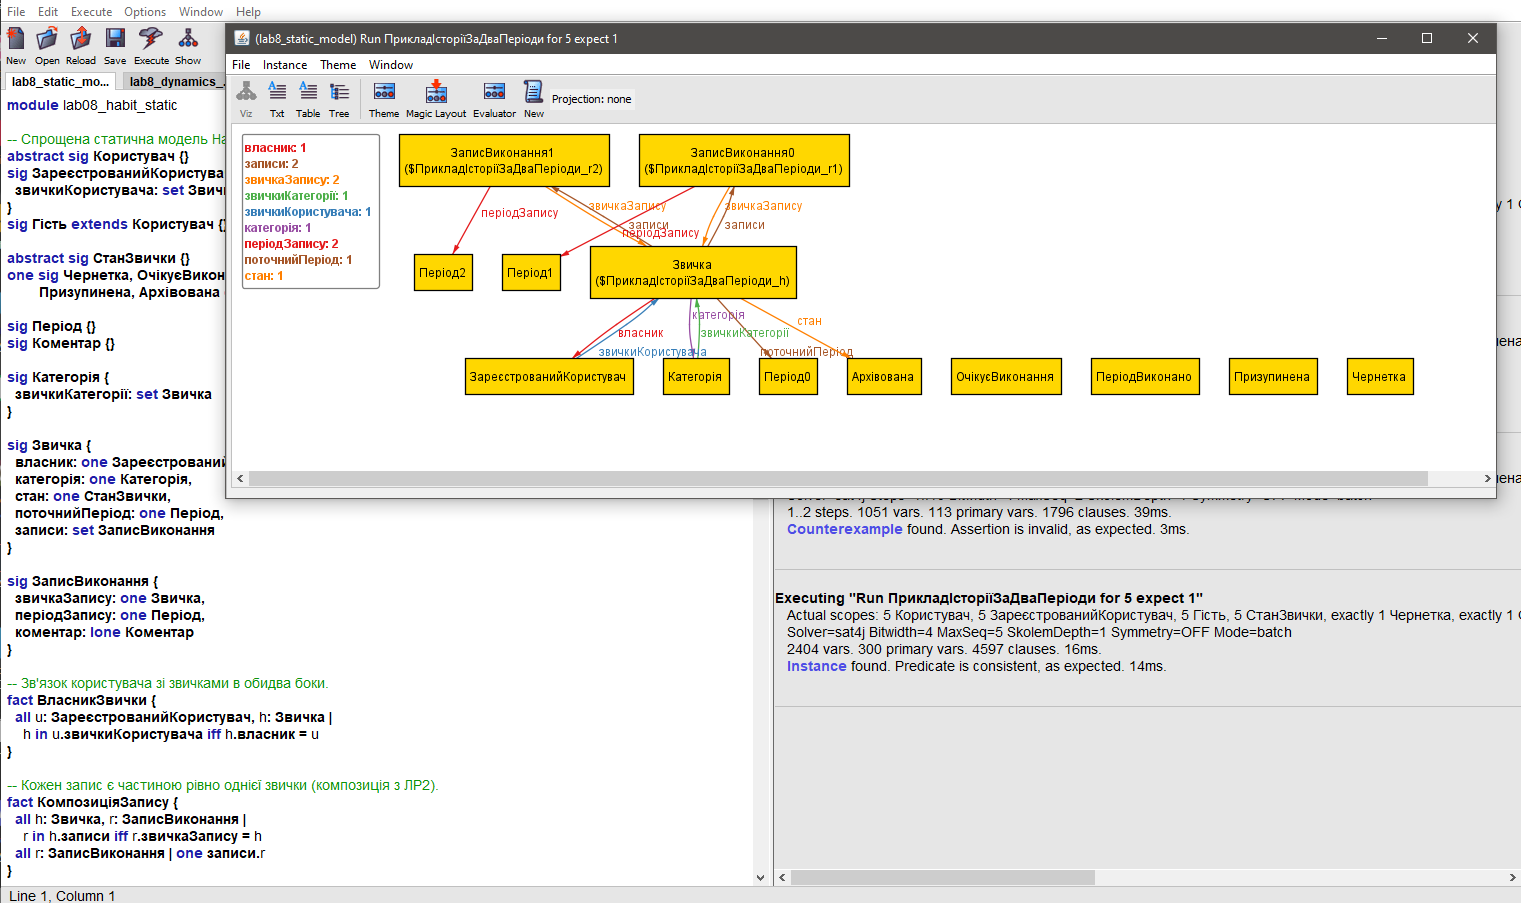 File Edit Execute Options Window Help
New Open Reload Save Execute Show
lab8_static_mo... lab8_dynamics_
module lab08_habit_static
-- Спрощена статична модель На
abstract sig Користувач {}
sig ЗареєстрованийКористува
звичкиКористувача: set Звич
}
sig Гість extends Користувач {}
abstract sig СтанЗвички {}
one sig Чернетка, ОчікуєВикон
Призупинена, Архівована
sig Період {}
sig Коментар {}
sig Категорія {
звичкиКатегорії: set Звичка
}
sig Звичка {
власник: one Зареєстрований
категорія: one Категорія,
стан: one СтанЗвички,
поточнийПеріод: one Період,
записи: set ЗаписВиконання
}
sig ЗаписВиконання {
звичкаЗапису: one Звичка,
періодЗапису: one Період,
коментар: lone Коментар
}
-- Зв'язок користувача зі звичками в обидва боки.
fact ВласникЗвички {
all u: ЗареєстрованийКористувач, h: Звичка |
h in u.звичкиКористувача iff h.власник = u
}
-- Кожен запис є частиною рівно однієї звички (композиція з ЛР2).
fact КомпозиціяЗапису {
all h: Звичка, r: ЗаписВиконання |
r in h.записи iff r.звичкаЗапису = h
all r: ЗаписВиконання | one записи.r
}
Line 1, Column 1
(lab8_static_model) Run ПрикладІсторіїЗаДваПеріоди for 5 expect 1
File Instance Theme Window
Viz Txt Table Tree Theme Magic Layout Evaluator New Projection: none
власник: 1
записи: 2
звичкаЗапису: 2
звичкиКатегорії: 1
звичкиКористувача: 1
категорія: 1
періодЗапису: 2
поточнийПеріод: 1
стан: 1
ЗаписВиконання1
($ПрикладІсторіїЗаДваПеріоди_r2)
ЗаписВиконання0
($ПрикладІсторіїЗаДваПеріоди_r1)
періодЗапису
звичкаЗапису
записи
періодЗапису
звичкаЗапису
записи
Період2
Період1
Звичка
($ПрикладІсторіїЗаДваПеріоди_h)
власник
звичкиКористувача
категорія
звичкиКатегорії
поточнийПеріод
стан
ЗареєстрованийКористувач
Категорія
Період0
Архівована
ОчікуєВиконання
ПеріодВиконано
Призупинена
Чернетка
y 1 О
ена
ена
1..2 steps. 1051 vars. 113 primary vars. 1796 clauses. 39ms.
Counterexample found. Assertion is invalid, as expected. 3ms.
Executing "Run ПрикладІсторіїЗаДваПеріоди for 5 expect 1"
Actual scopes: 5 Користувач, 5 ЗареєстрованийКористувач, 5 Гість, 5 СтанЗвички, exactly 1 Чернетка, exactly 1 О
Solver=sat4j Bitwidth=4 MaxSeq=5 SkolemDepth=1 Symmetry=OFF Mode=batch
2404 vars. 300 primary vars. 4597 clauses. 16ms.
Instance found. Predicate is consistent, as expected. 14ms.